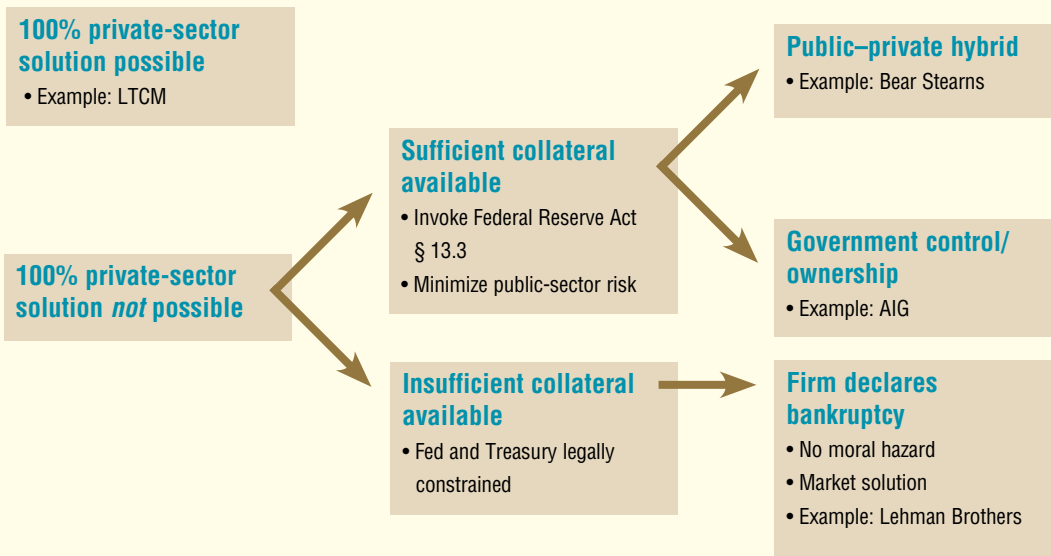 100% private-sector
solution possible
• Example: LTCM
100% private-sector
solution not possible
Sufficient collateral
available
• Invoke Federal Reserve Act
§ 13.3
• Minimize public-sector risk
Insufficient collateral
available
• Fed and Treasury legally
constrained
Public–private hybrid
• Example: Bear Stearns
Government control/
ownership
• Example: AIG
Firm declares
bankruptcy
• No moral hazard
• Market solution
• Example: Lehman Brothers